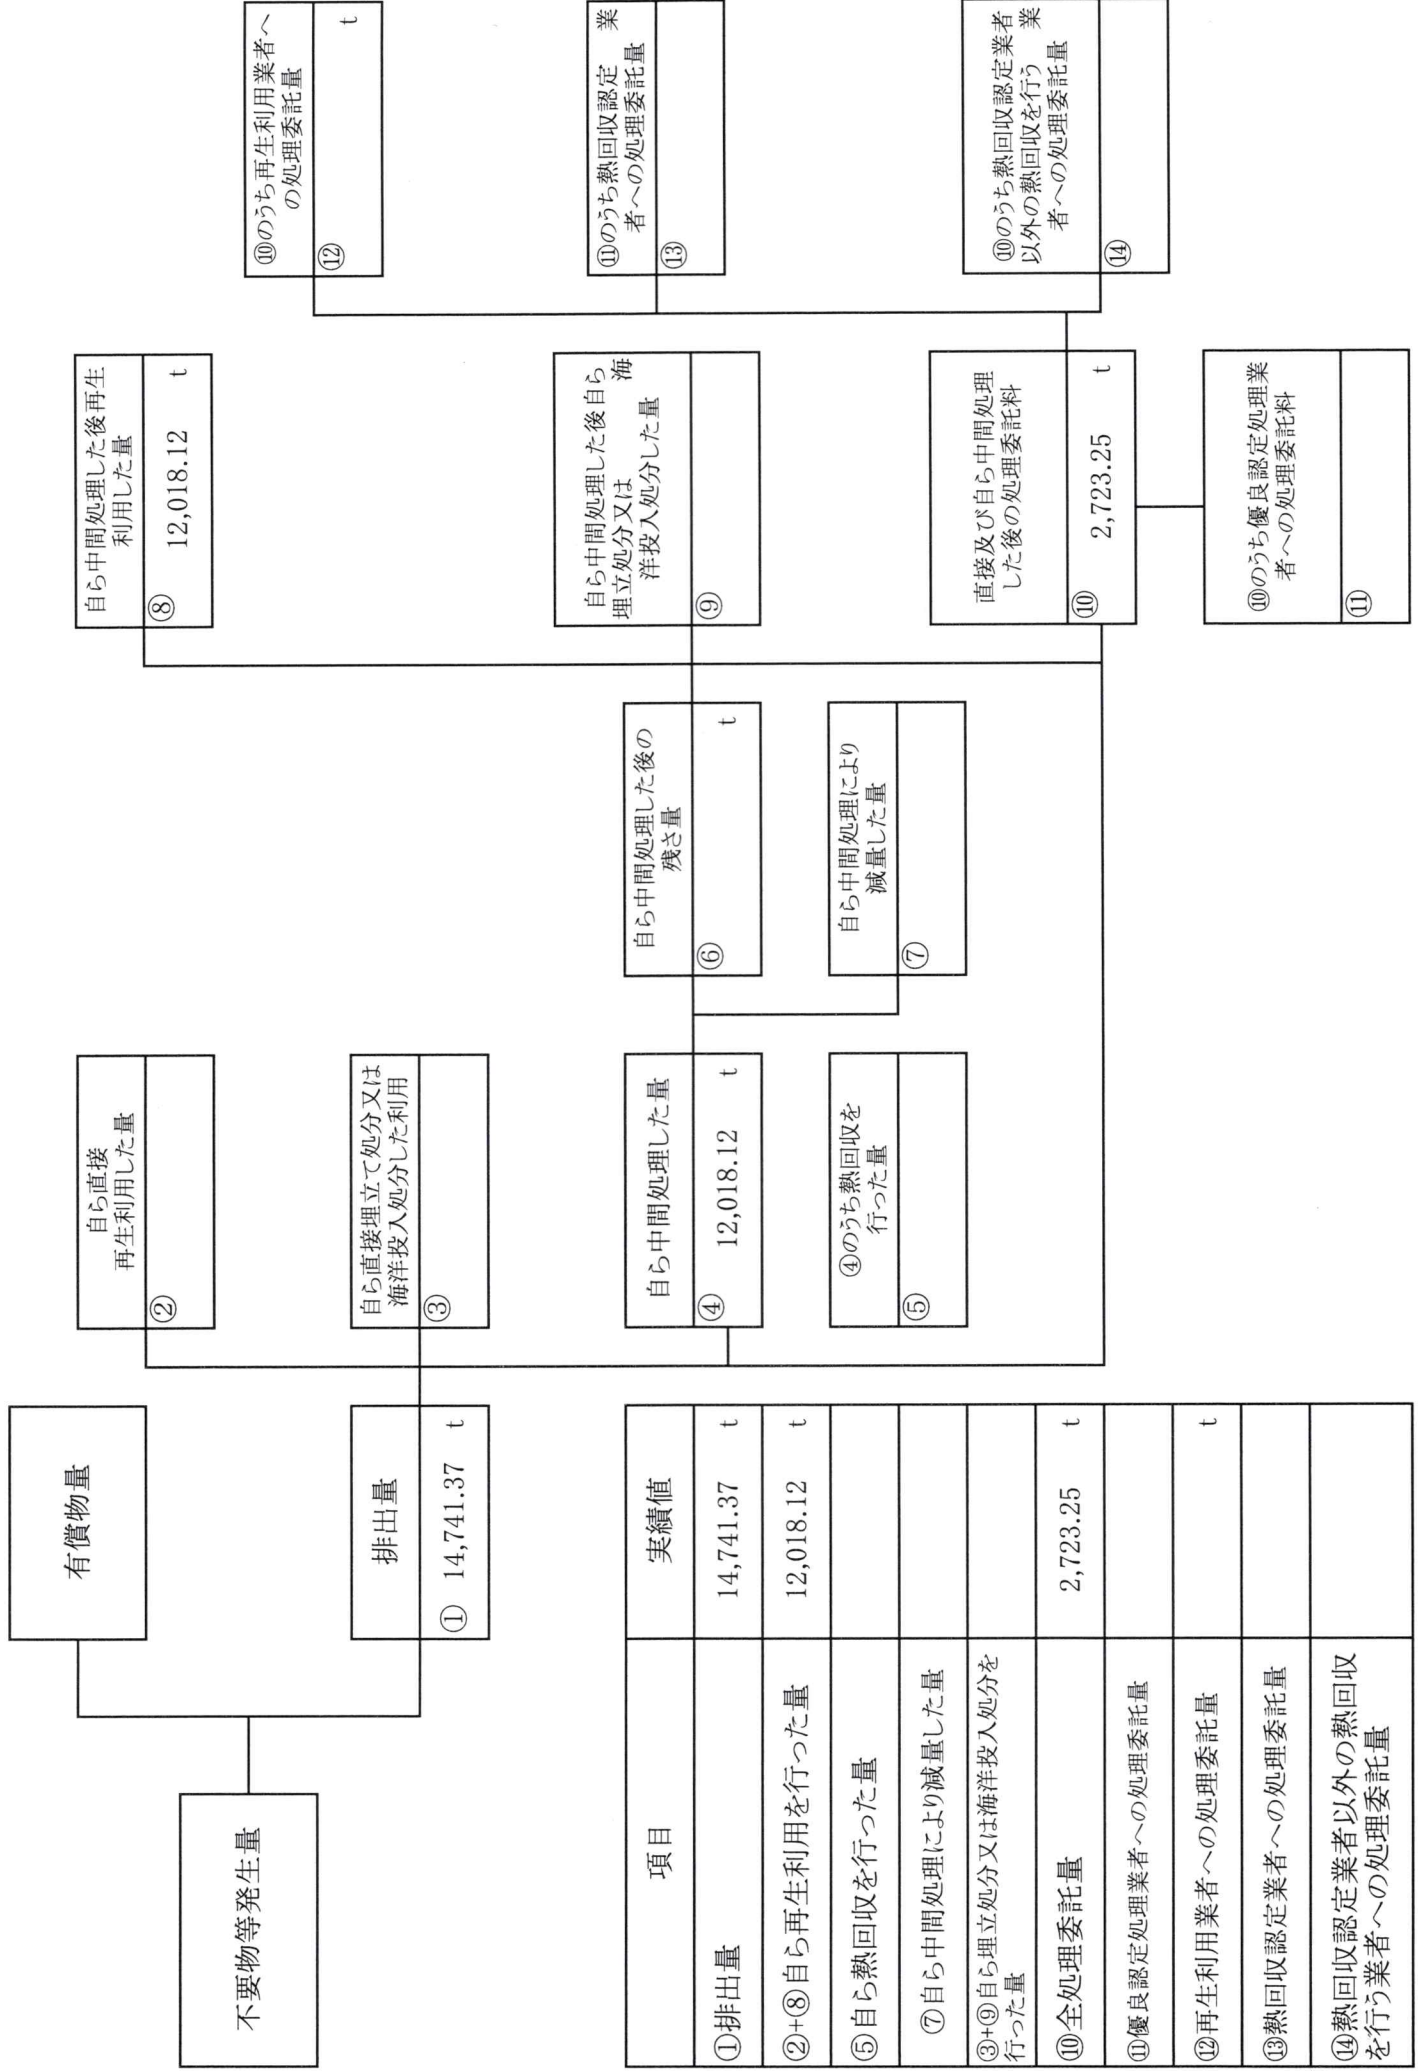 不要物等発生量
有償物量
排出量
① 14,741.37 t
自ら直接
再生利用した量
②
自ら直接埋立て処分又は
海洋投入処分した利用
③
自ら中間処理した量
④ 12,018.12 t
④のうち熱回収を
行った量
⑤
自ら中間処理した後の
残さ量
⑥ t
自ら中間処理により
減量した量
⑦
自ら中間処理した後再生
利用した量
⑧ 12,018.12 t
自ら中間処理した後自ら
埋立処分又は 海
洋投入処分した量
⑨
直接及び自ら中間処理
した後の処理委託料
⑩ 2,723.25 t
⑩のうち優良認定処理業
者への処理委託料
⑪
⑩のうち再生利用業者へ
の処理委託量
⑫ t
⑪のうち熱回収認定 業
者への処理委託量
⑬
⑩のうち熱回収認定業者
以外の熱回収を行う 業
者への処理委託量
⑭
項目 実績値
①排出量 14,741.37 t
②+⑧自ら再生利用を行った量 12,018.12 t
⑤自ら熱回収を行った量
⑦自ら中間処理により減量した量
③+⑨自ら埋立処分又は海洋投入処分を
行った量
⑩全処理委託量 2,723.25 t
⑪優良認定処理業者への処理委託量
⑫再生利用業者への処理委託量 t
⑬熱回収認定業者への処理委託量
⑭熱回収認定業者以外の熱回収
を行う業者への処理委託量